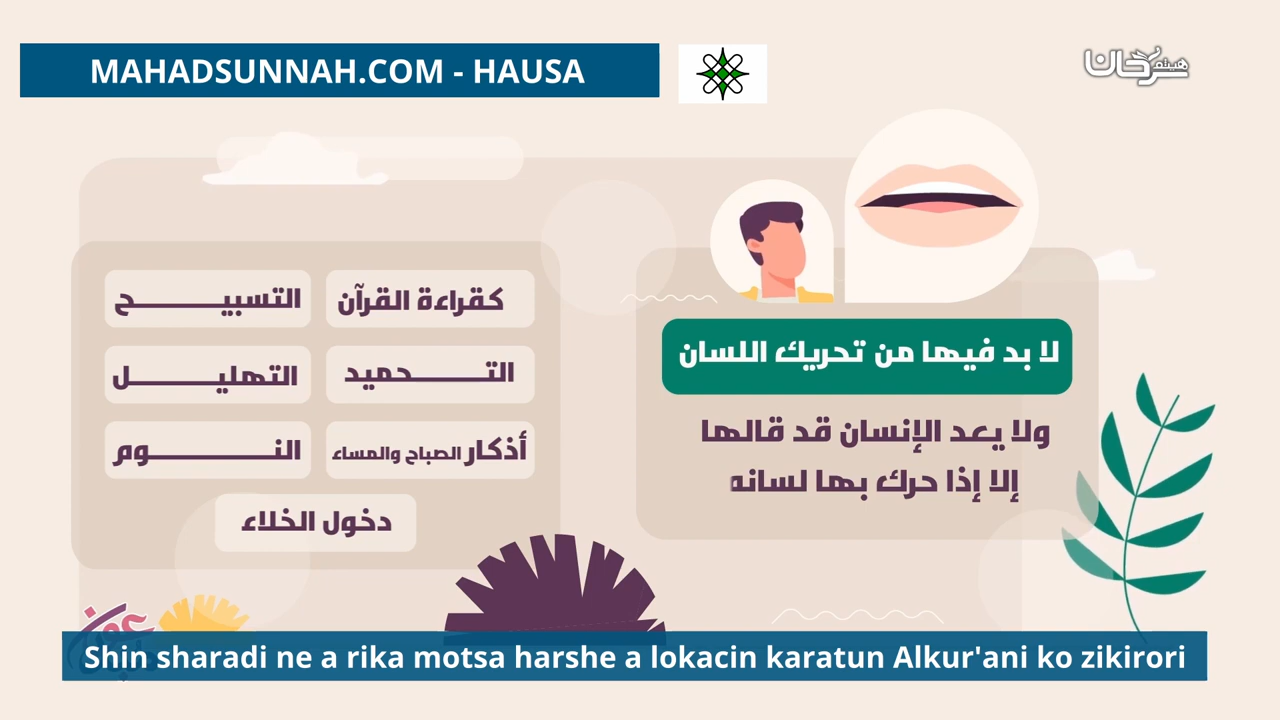 MAHADSUNNAH.COM - HAUSA
هيثم سرحان
لا بد فيها من تحريك اللسان
ولا يعد الإنسان قد قالها
إلا إذا حرك بها لسانه
كقراءة القرآن
التسبيح
التحميد
التهليل
أذكار الصباح والمساء
النوم
دخول الخلاء
Shin sharadi ne a rika motsa harshe a lokacin karatun Alkur'ani ko zikirori